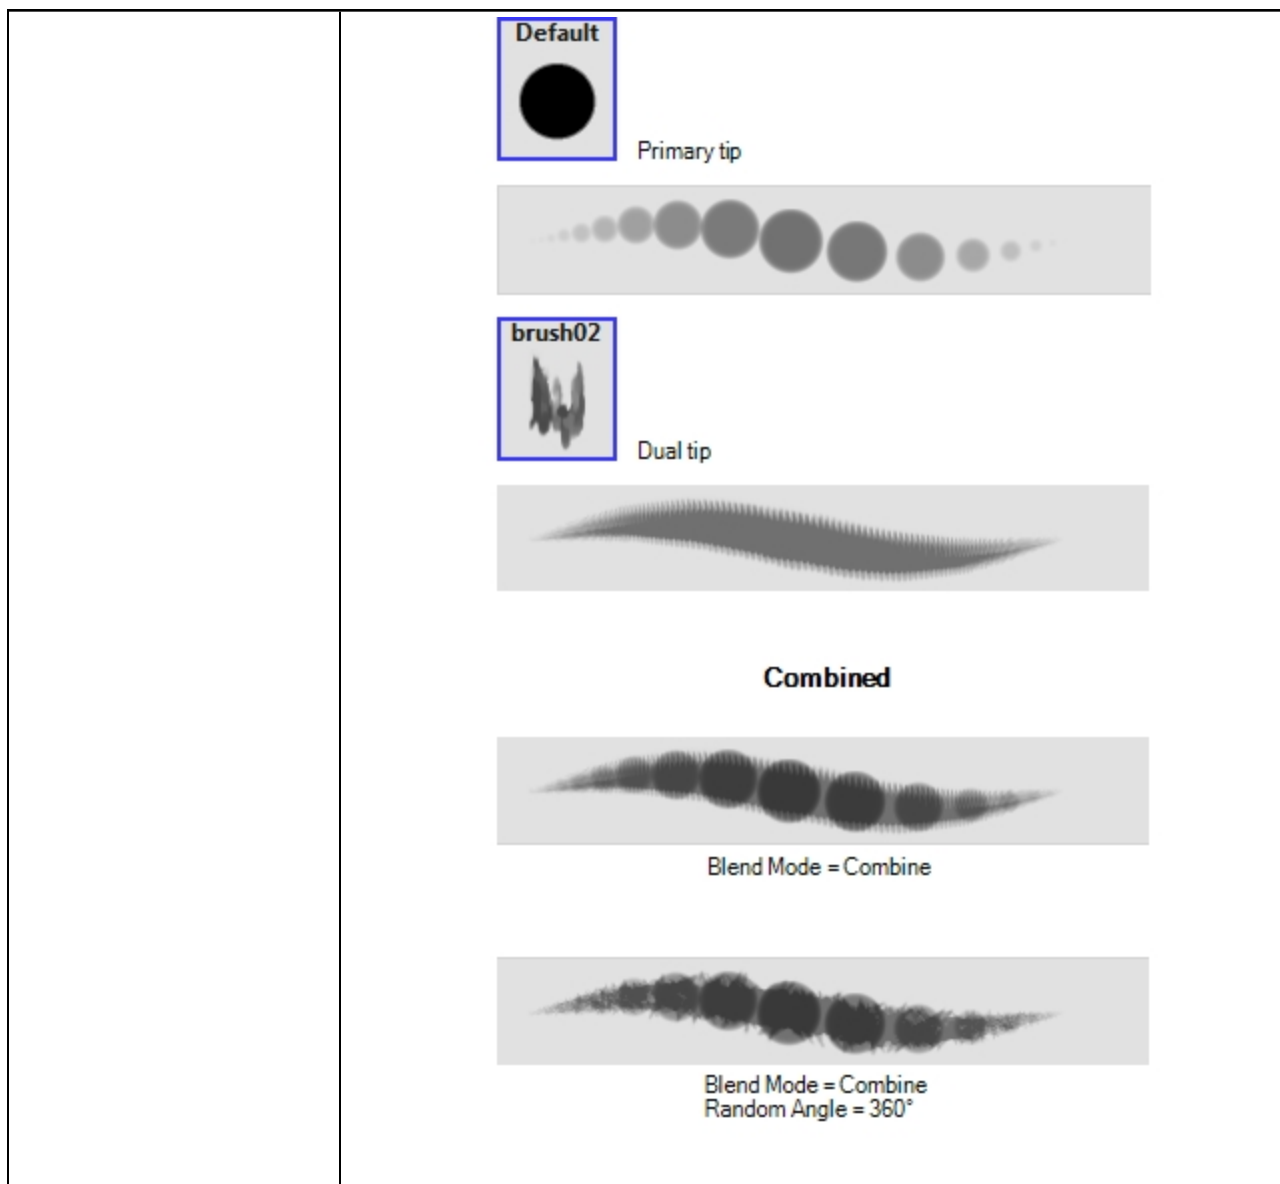 Default
Primary tip
brush02
Dual tip
Combined
Blend Mode = Combine
Blend Mode = Combine
Random Angle = 360°